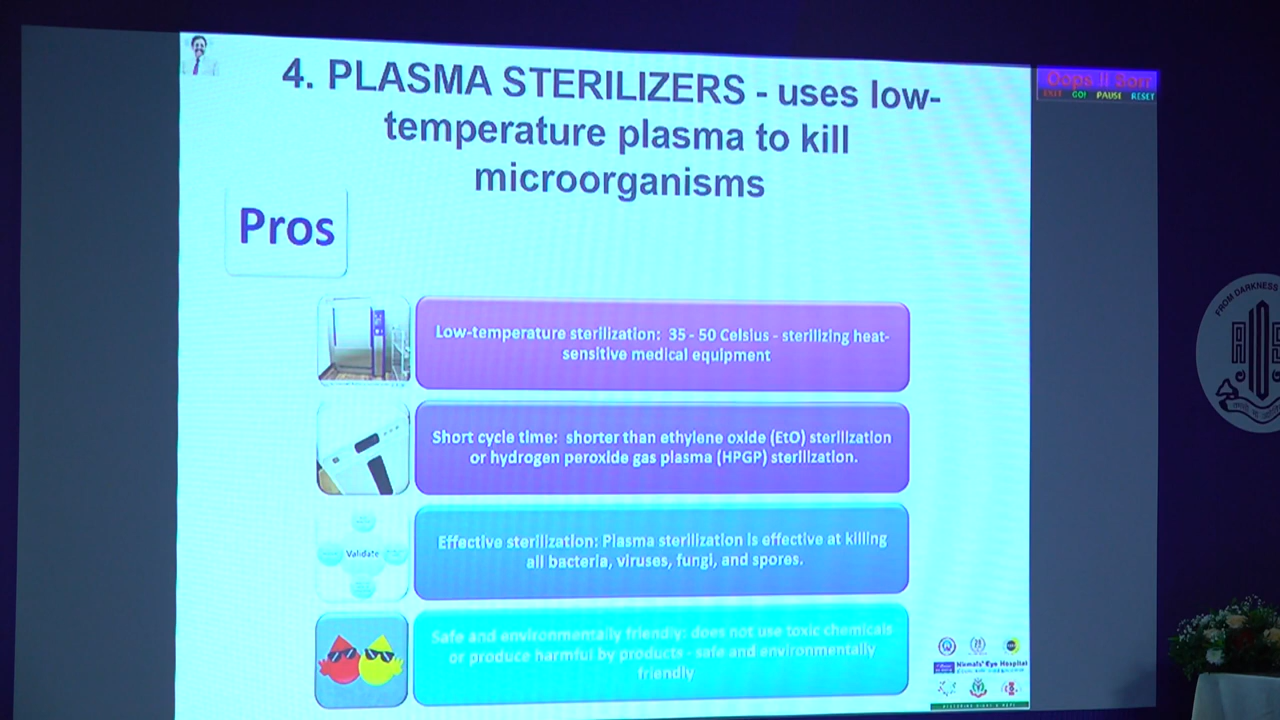 4. PLASMA STERILIZERS - uses low-
temperature plasma to kill
microorganisms
EXIT GO! PAUSE RESET
Pros
Low-temperature sterilization: 35 - 50 Celsius - sterilizing heat-
sensitive medical equipment
Short cycle time: shorter than ethylene oxide (EtO) sterilization
or hydrogen peroxide gas plasma (HPGP) sterilization.
Validate
Effective sterilization: Plasma sterilization is effective at killing
all bacteria, viruses, fungi, and spores.
Safe and environmentally friendly: does not use toxic chemicals
or produce harmful by products - safe and environmentally
friendly
Nirmals' Eye Hospital
FROM DARKNESS